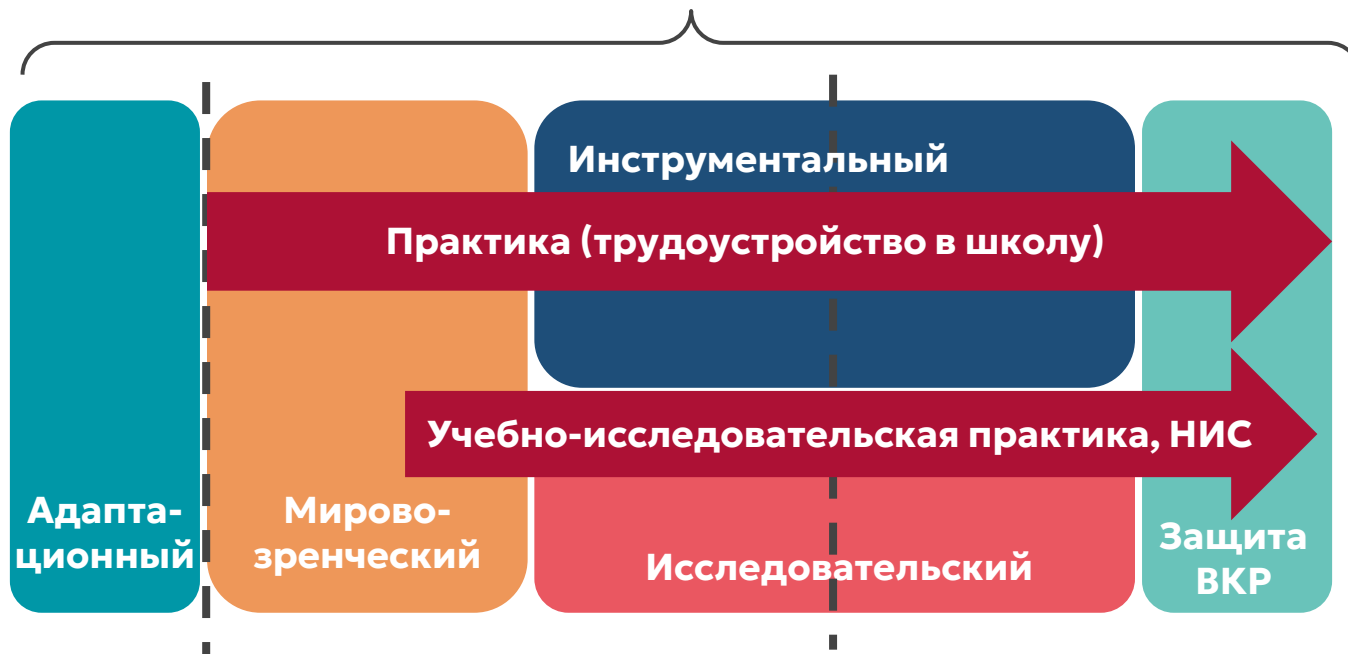 Инструментальный
Практика (трудоустройство в школу)
Учебно-исследовательская практика, НИС
Адапта-
ционный
Мирово-
зренческий
Исследовательский
Защита
ВКР